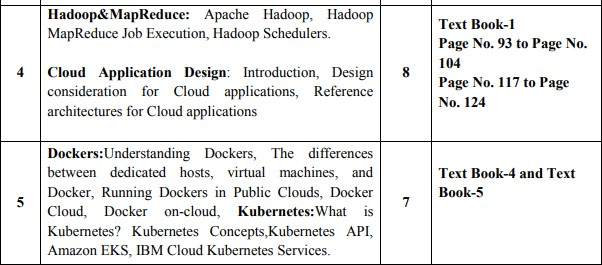 4
Hadoop&MapReduce: Apache Hadoop, Hadoop
MapReduce Job Execution, Hadoop Schedulers.
Cloud Application Design: Introduction, Design
consideration for Cloud applications, Reference
architectures for Cloud applications
8
Text Book-1
Page No. 93 to Page No.
104
Page No. 117 to Page
No. 124
5
Dockers:Understanding Dockers, The differences
between dedicated hosts, virtual machines, and
Docker, Running Dockers in Public Clouds, Docker
Cloud, Docker on-cloud, Kubernetes:What is
Kubernetes? Kubernetes Concepts,Kubernetes API,
Amazon EKS, IBM Cloud Kubernetes Services.
7
Text Book-4 and Text
Book-5